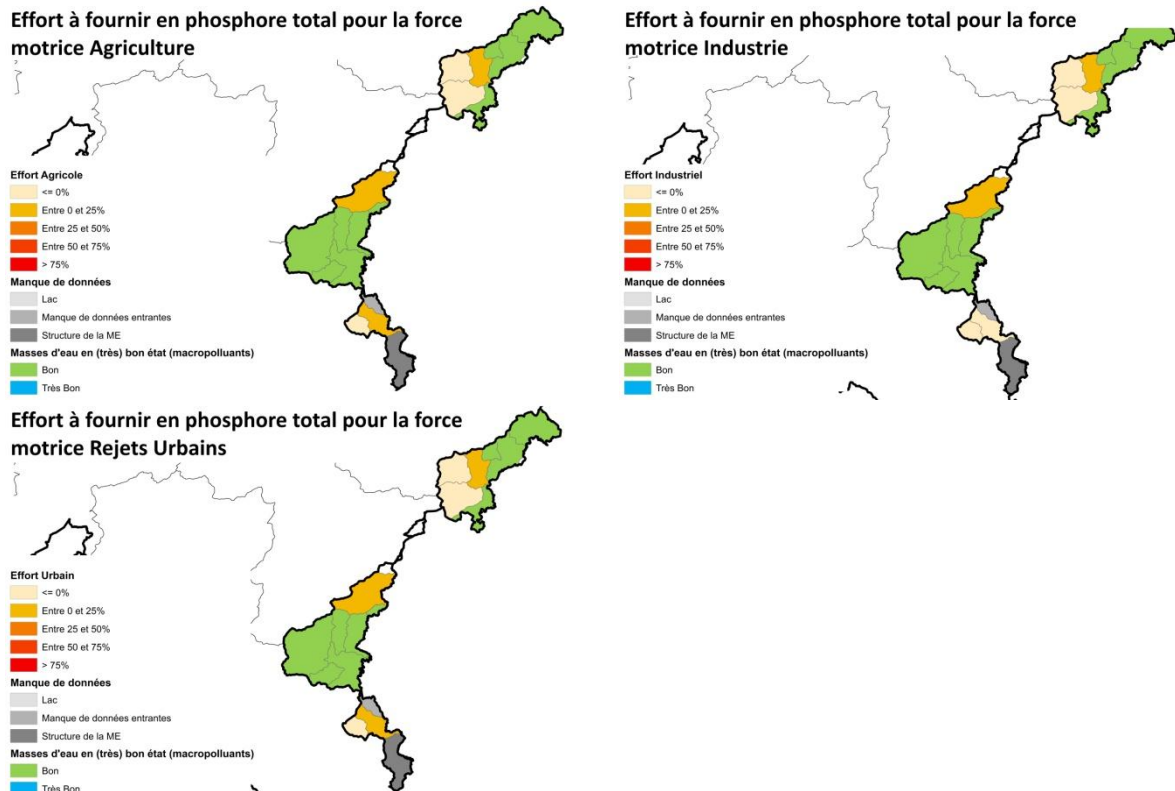 Effort à fournir en phosphore total pour la force
motrice Agriculture
Effort Agricole
<= 0%
Entre 0 et 25%
Entre 25 et 50%
Entre 50 et 75%
> 75%
Manque de données
Lac
Manque de données entrantes
Structure de la ME
Masses d'eau en (très) bon état (macropolluants)
Bon
Très Bon
Effort à fournir en phosphore total pour la force
motrice Industrie
Effort Industriel
<= 0%
Entre 0 et 25%
Entre 25 et 50%
Entre 50 et 75%
> 75%
Manque de données
Lac
Manque de données entrantes
Structure de la ME
Masses d'eau en (très) bon état (macropolluants)
Bon
Très Bon
Effort à fournir en phosphore total pour la force
motrice Rejets Urbains
Effort Urbain
<= 0%
Entre 0 et 25%
Entre 25 et 50%
Entre 50 et 75%
> 75%
Manque de données
Lac
Manque de données entrantes
Structure de la ME
Masses d'eau en (très) bon état (macropolluants)
Bon
Très Bon